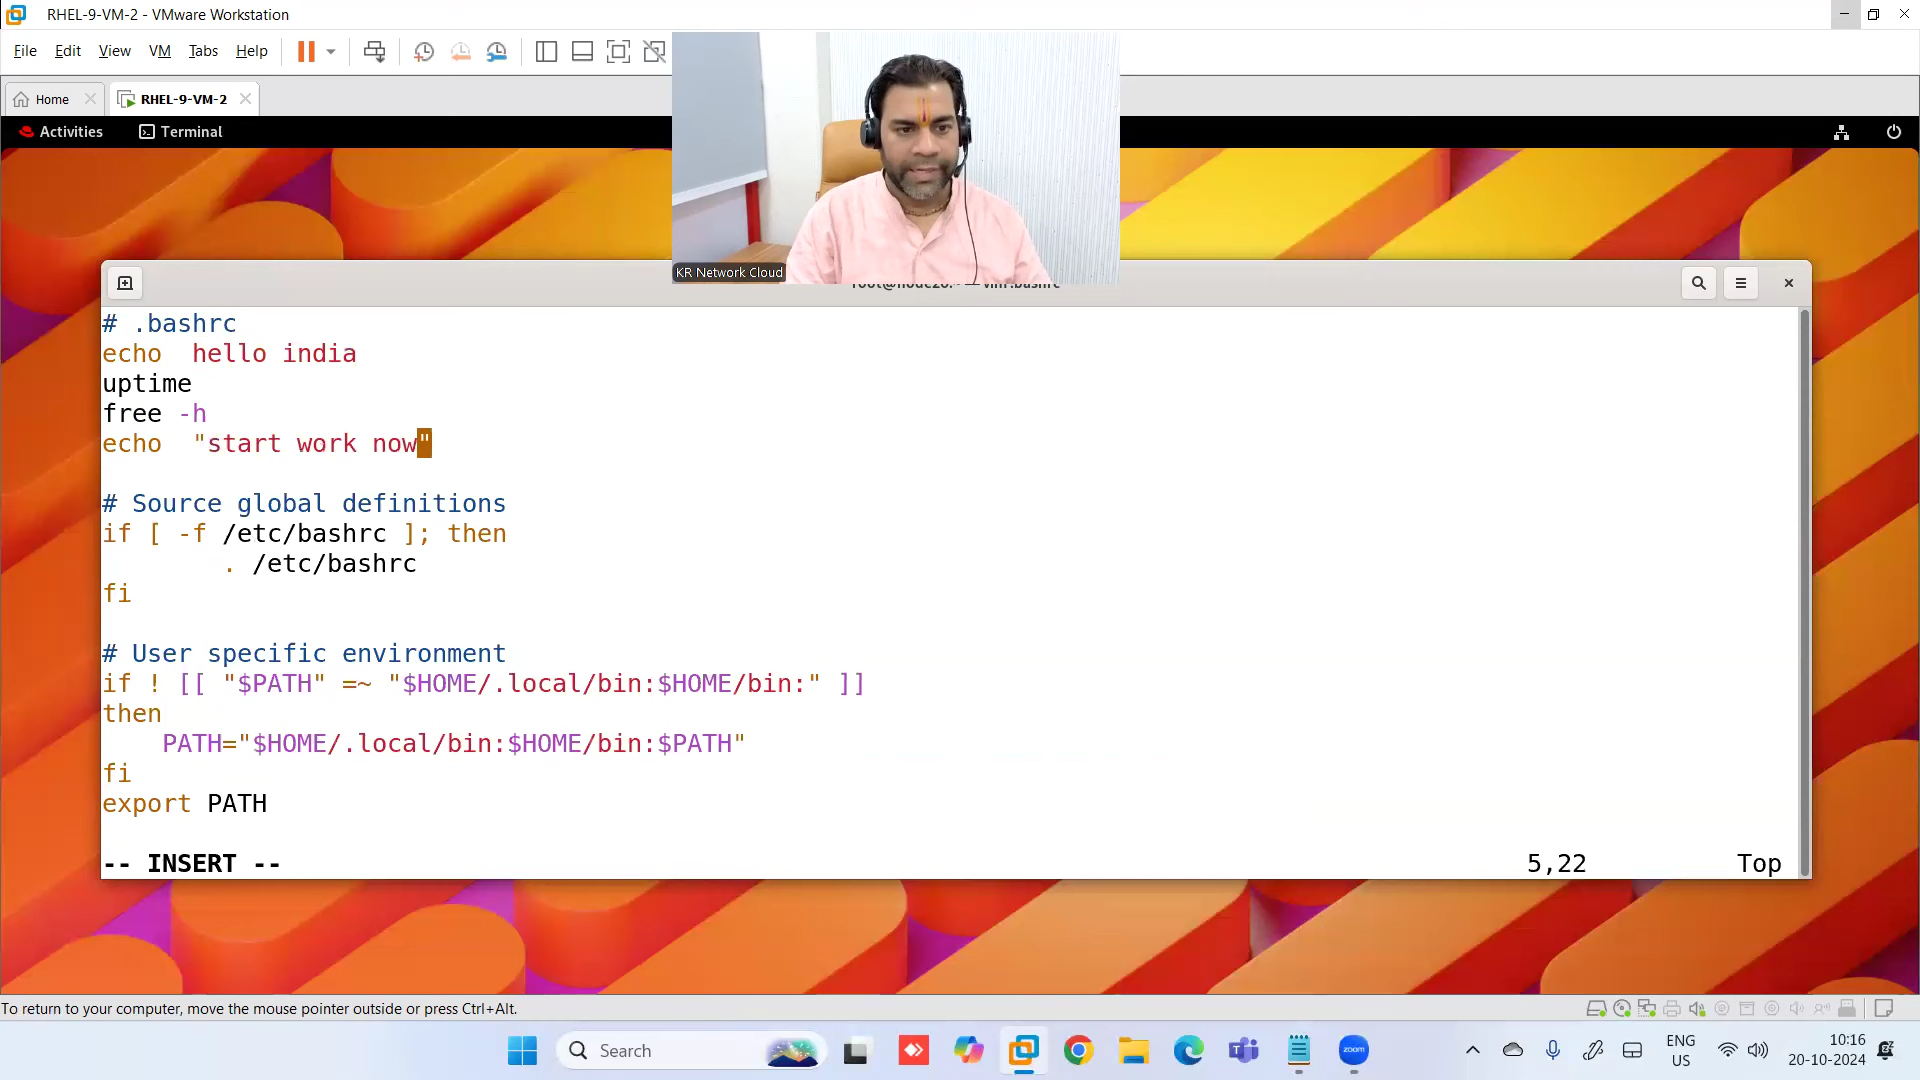 RHEL-9-VM-2 - VMware Workstation
File Edit View VM Tabs Help
Home RHEL-9-VM-2
Activities Terminal
KR Network Cloud
# .bashrc
echo  hello india
uptime
free -h
echo  "start work now"
# Source global definitions
if [ -f /etc/bashrc ]; then
. /etc/bashrc
fi
# User specific environment
if ! [[ "$PATH" =~ "$HOME/.local/bin:$HOME/bin:" ]]
then
PATH="$HOME/.local/bin:$HOME/bin:$PATH"
fi
export PATH
-- INSERT -- 5,22 Top
To return to your computer, move the mouse pointer outside or press Ctrl+Alt.
Search
zoom
ENG
US
10:16
20-10-2024